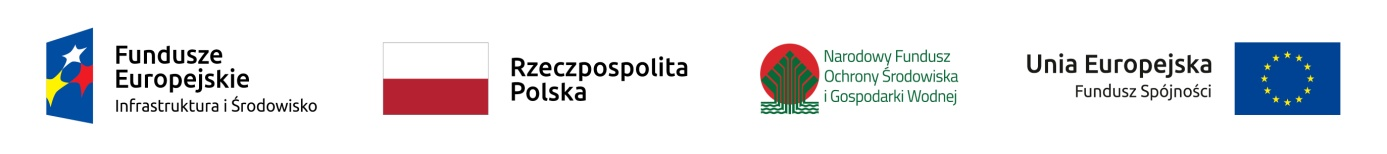 Fundusze
Europejskie
Infrastruktura i Środowisko
Rzeczpospolita
Polska
Narodowy Fundusz
Ochrony Środowiska
i Gospodarki Wodnej
Unia Europejska
Fundusz Spójności